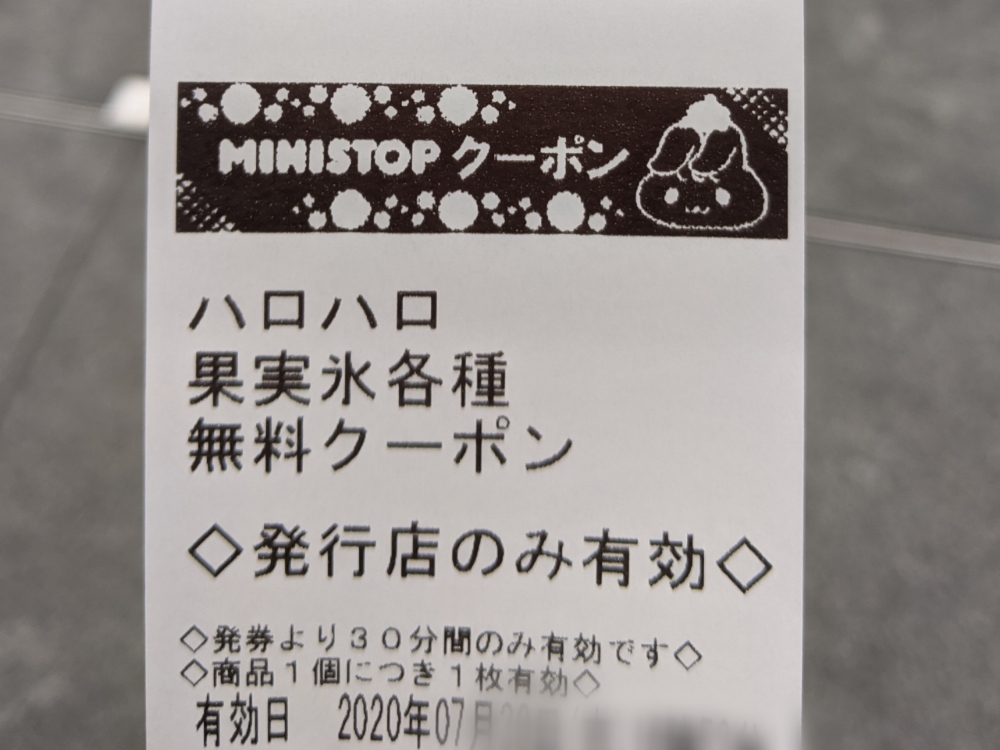 MINISTOP クーポン
ハロハロ
果実氷各種
無料クーポン
◇発行店のみ有効◇
◇発券より30分間のみ有効です◇
◇商品1個につき1枚有効◇
有効日 2020年07月